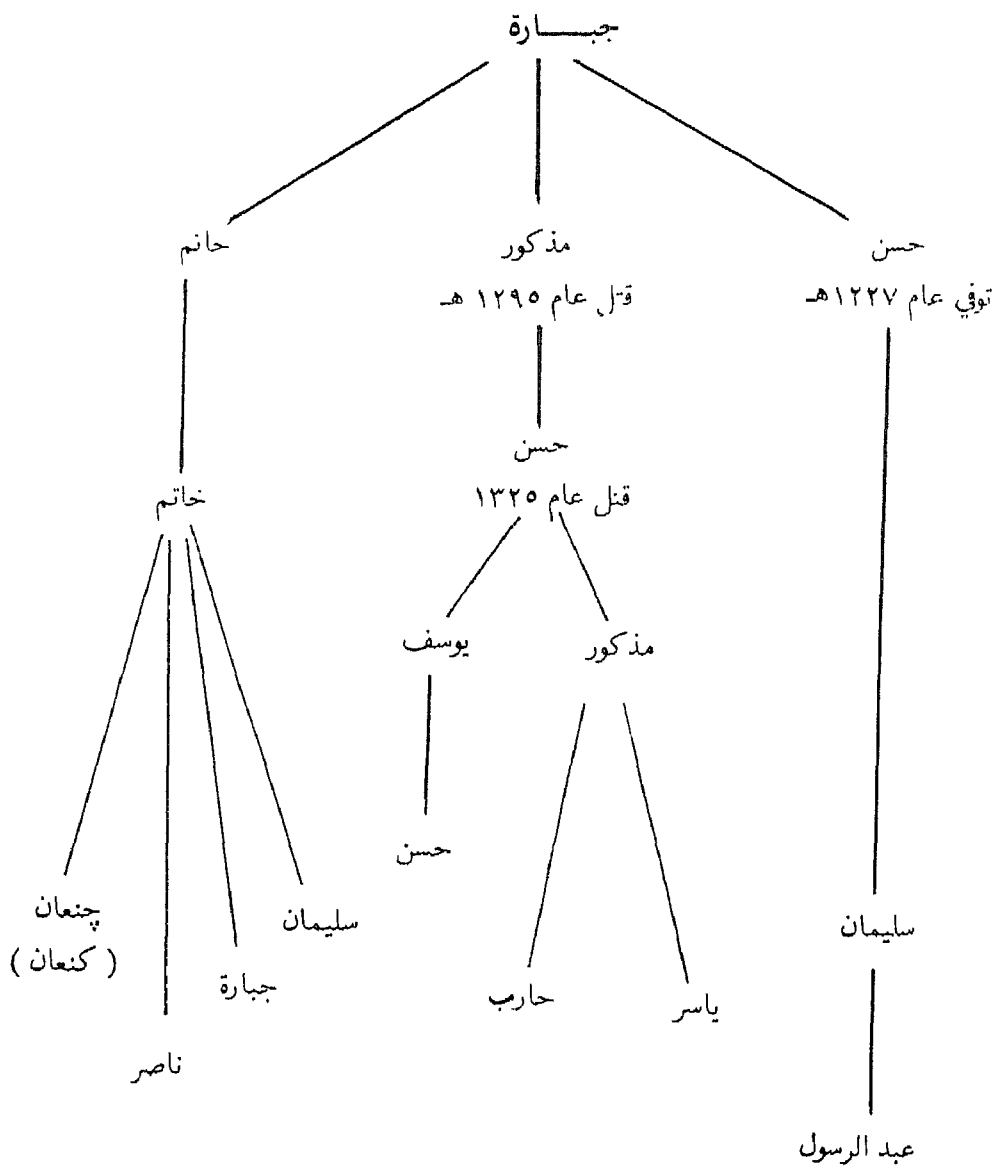 جبـــــارة
حسن
مذكور
حاتم
توفي عام ١٢٢٧هـ
قتل عام ١٢٩٥ هـ
حسن
قتل عام ١٣٢٥
خاتم
مذكور
يوسف
حسن
سليمان
سليمان
چنعان
( كنعان )
ياسر
حارب
جبارة
ناصر
عبد الرسول